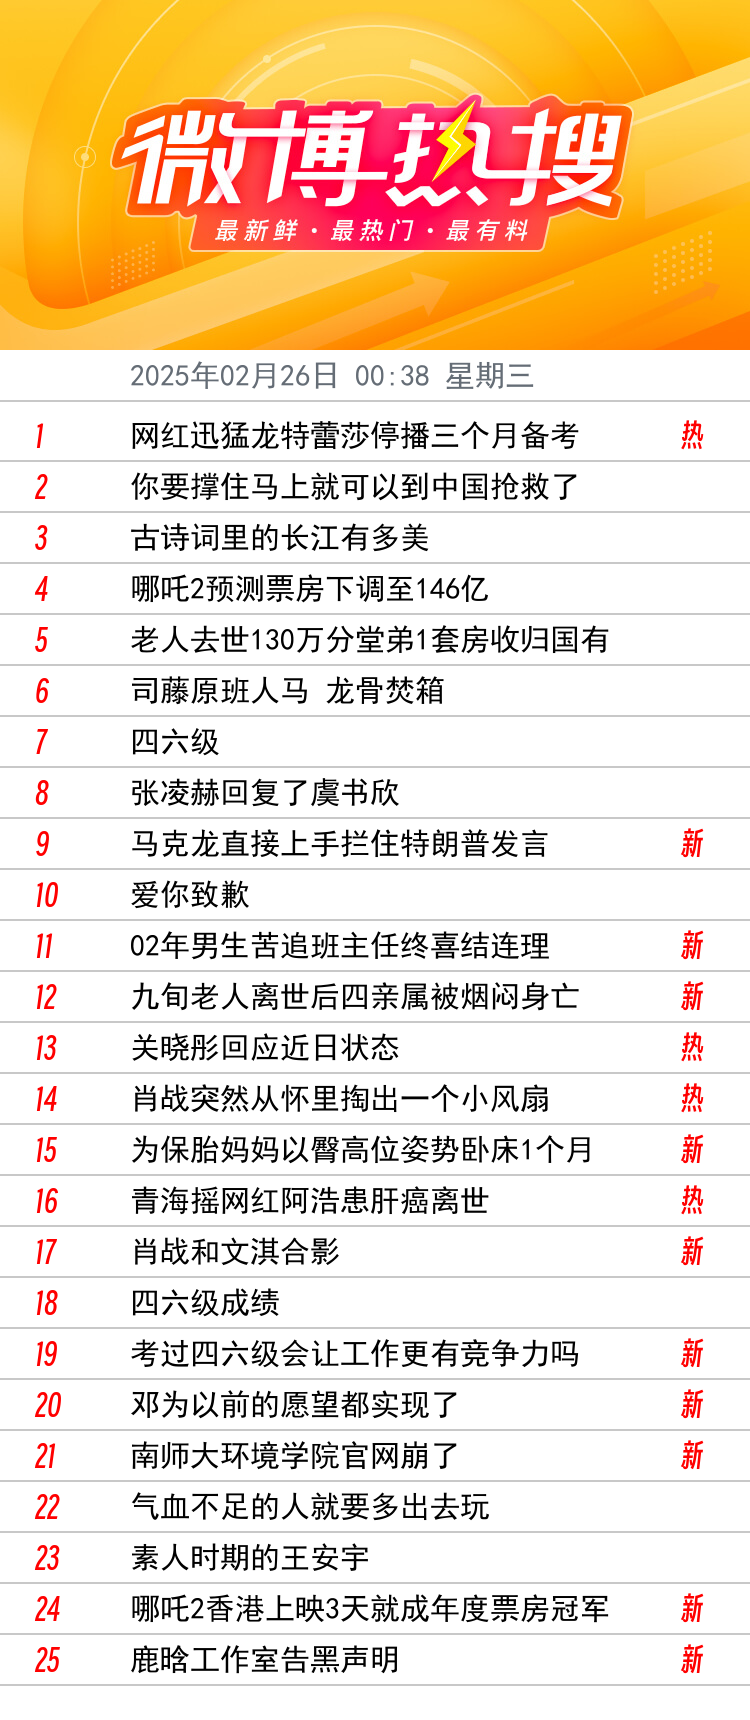 微博热搜
最新鲜·最热门·最有料
2025年02月26日 00:38 星期三
1 网红迅猛龙特蕾莎停播三个月备考 热
2 你要撑住马上就可以到中国抢救了
3 古诗词里的长江有多美
4 哪吒2预测票房下调至146亿
5 老人去世130万分堂弟1套房收归国有
6 司藤原班人马 龙骨焚箱
7 四六级
8 张凌赫回复了虞书欣
9 马克龙直接上手拦住特朗普发言 新
10 爱你致歉
11 02年男生苦追班主任终喜结连理 新
12 九旬老人离世后四亲属被烟闷身亡 新
13 关晓彤回应近日状态 热
14 肖战突然从怀里掏出一个小风扇 热
15 为保胎妈妈以臀高位姿势卧床1个月 新
16 青海摇网红阿浩患肝癌离世 热
17 肖战和文淇合影 新
18 四六级成绩
19 考过四六级会让工作更有竞争力吗 新
20 邓为以前的愿望都实现了 新
21 南师大环境学院官网崩了 新
22 气血不足的人就要多出去玩
23 素人时期的王安宇
24 哪吒2香港上映3天就成年度票房冠军 新
25 鹿晗工作室告黑声明 新